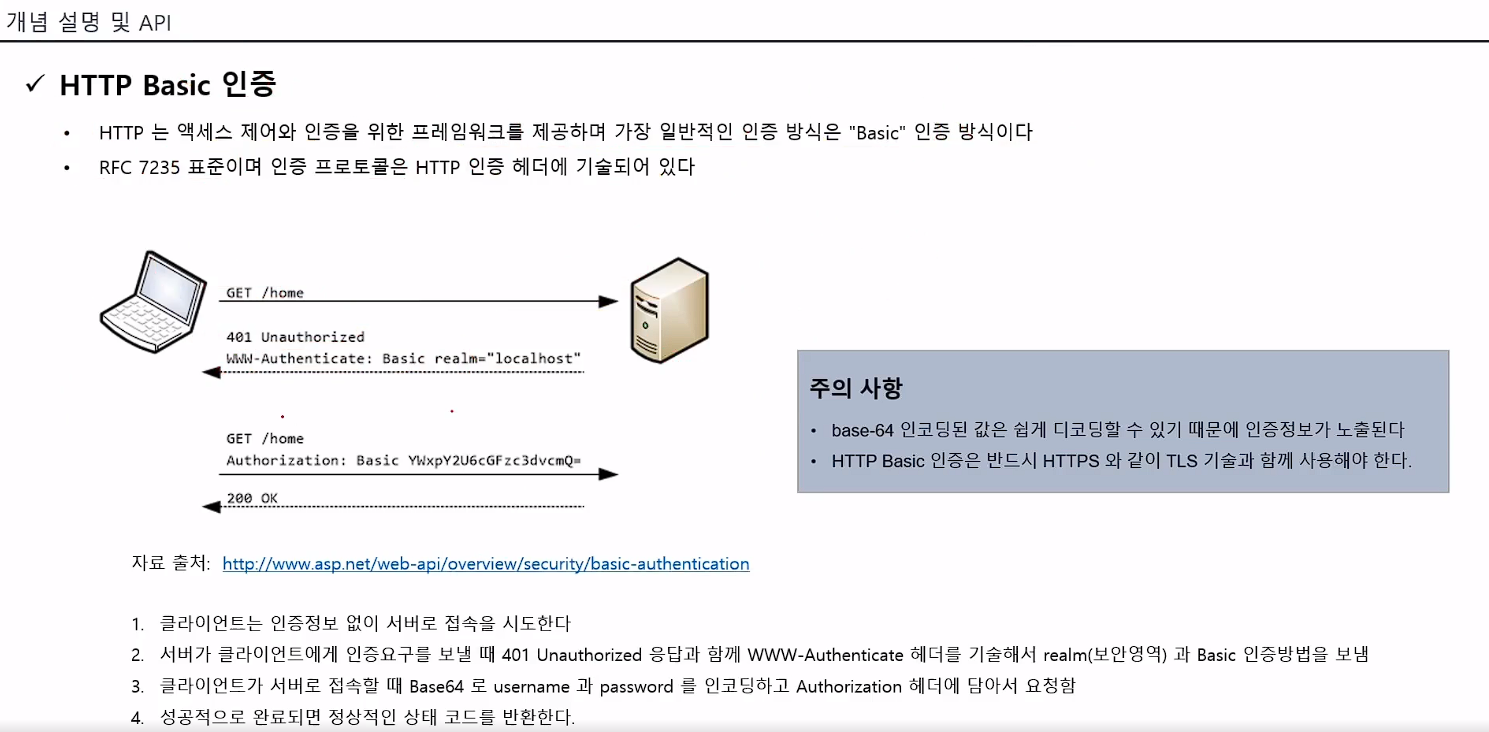 개념 설명 및 API
✓ HTTP Basic 인증
• HTTP 는 액세스 제어와 인증을 위한 프레임워크를 제공하며 가장 일반적인 인증 방식은 "Basic" 인증 방식이다
• RFC 7235 표준이며 인증 프로토콜은 HTTP 인증 헤더에 기술되어 있다
GET /home
401 Unauthorized
WWW-Authenticate: Basic realm="localhost"
GET /home
Authorization: Basic YWxpY2U6cGFzc3dvcmQ=
200 OK
주의 사항
• base-64 인코딩된 값은 쉽게 디코딩할 수 있기 때문에 인증정보가 노출된다
• HTTP Basic 인증은 반드시 HTTPS 와 같이 TLS 기술과 함께 사용해야 한다.
자료 출처: http://www.asp.net/web-api/overview/security/basic-authentication
1. 클라이언트는 인증정보 없이 서버로 접속을 시도한다
2. 서버가 클라이언트에게 인증요구를 보낼 때 401 Unauthorized 응답과 함께 WWW-Authenticate 헤더를 기술해서 realm(보안영역) 과 Basic 인증방법을 보냄
3. 클라이언트가 서버로 접속할 때 Base64 로 username 과 password 를 인코딩하고 Authorization 헤더에 담아서 요청함
4. 성공적으로 완료되면 정상적인 상태 코드를 반환한다.